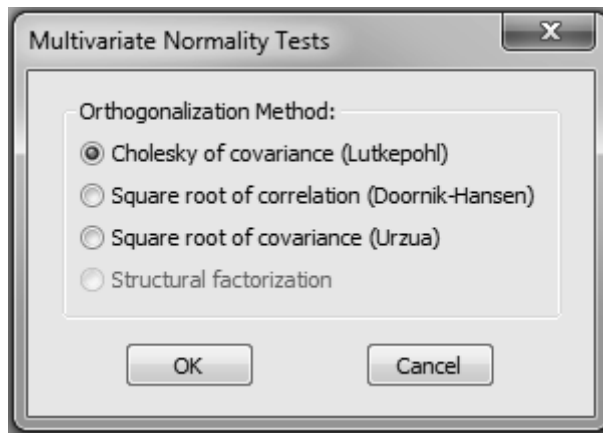 Multivariate Normality Tests
Orthogonalization Method:
Cholesky of covariance (Lutkepohl)
Square root of correlation (Doornik-Hansen)
Square root of covariance (Urzua)
Structural factorization
OK Cancel